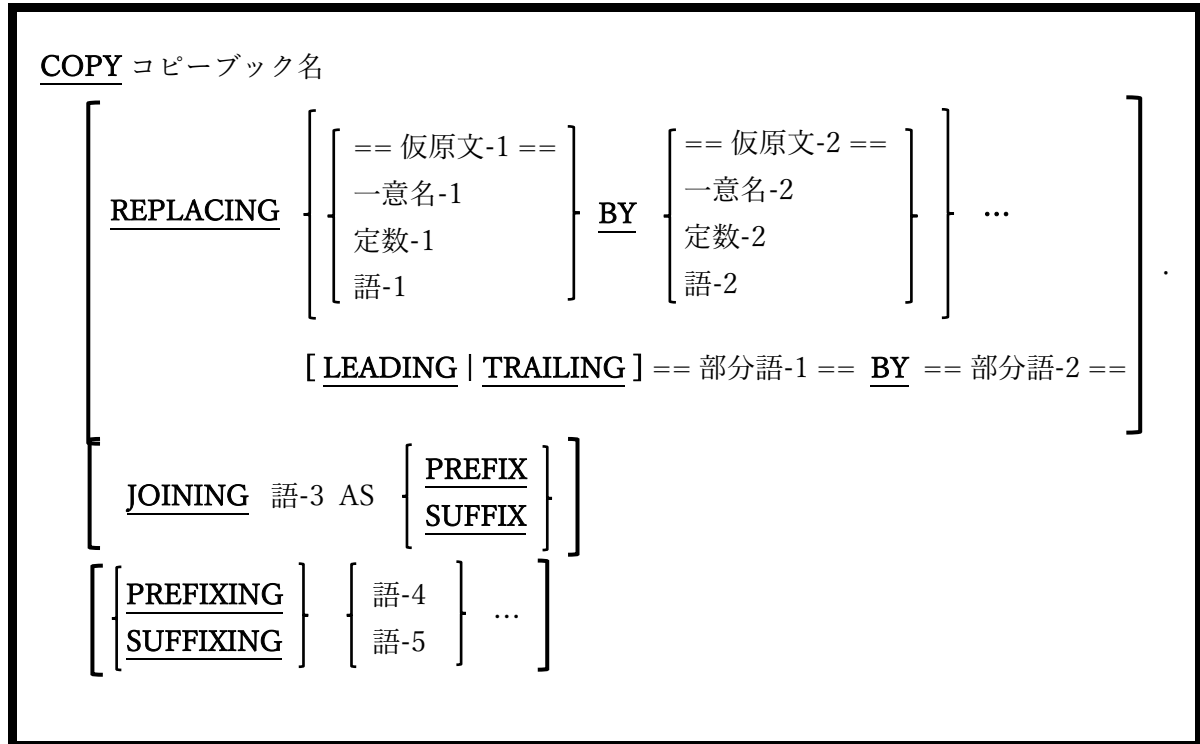 COPY コピーブック名
== 仮原文-1 == == 仮原文-2 ==
一意名-1 一意名-2
REPLACING BY ...
定数-1 定数-2
語-1 語-2
.
[ LEADING | TRAILING ] == 部分語-1 == BY == 部分語-2 ==
PREFIX
JOINING 語-3 AS
SUFFIX
PREFIXING 語-4
...
SUFFIXING 語-5